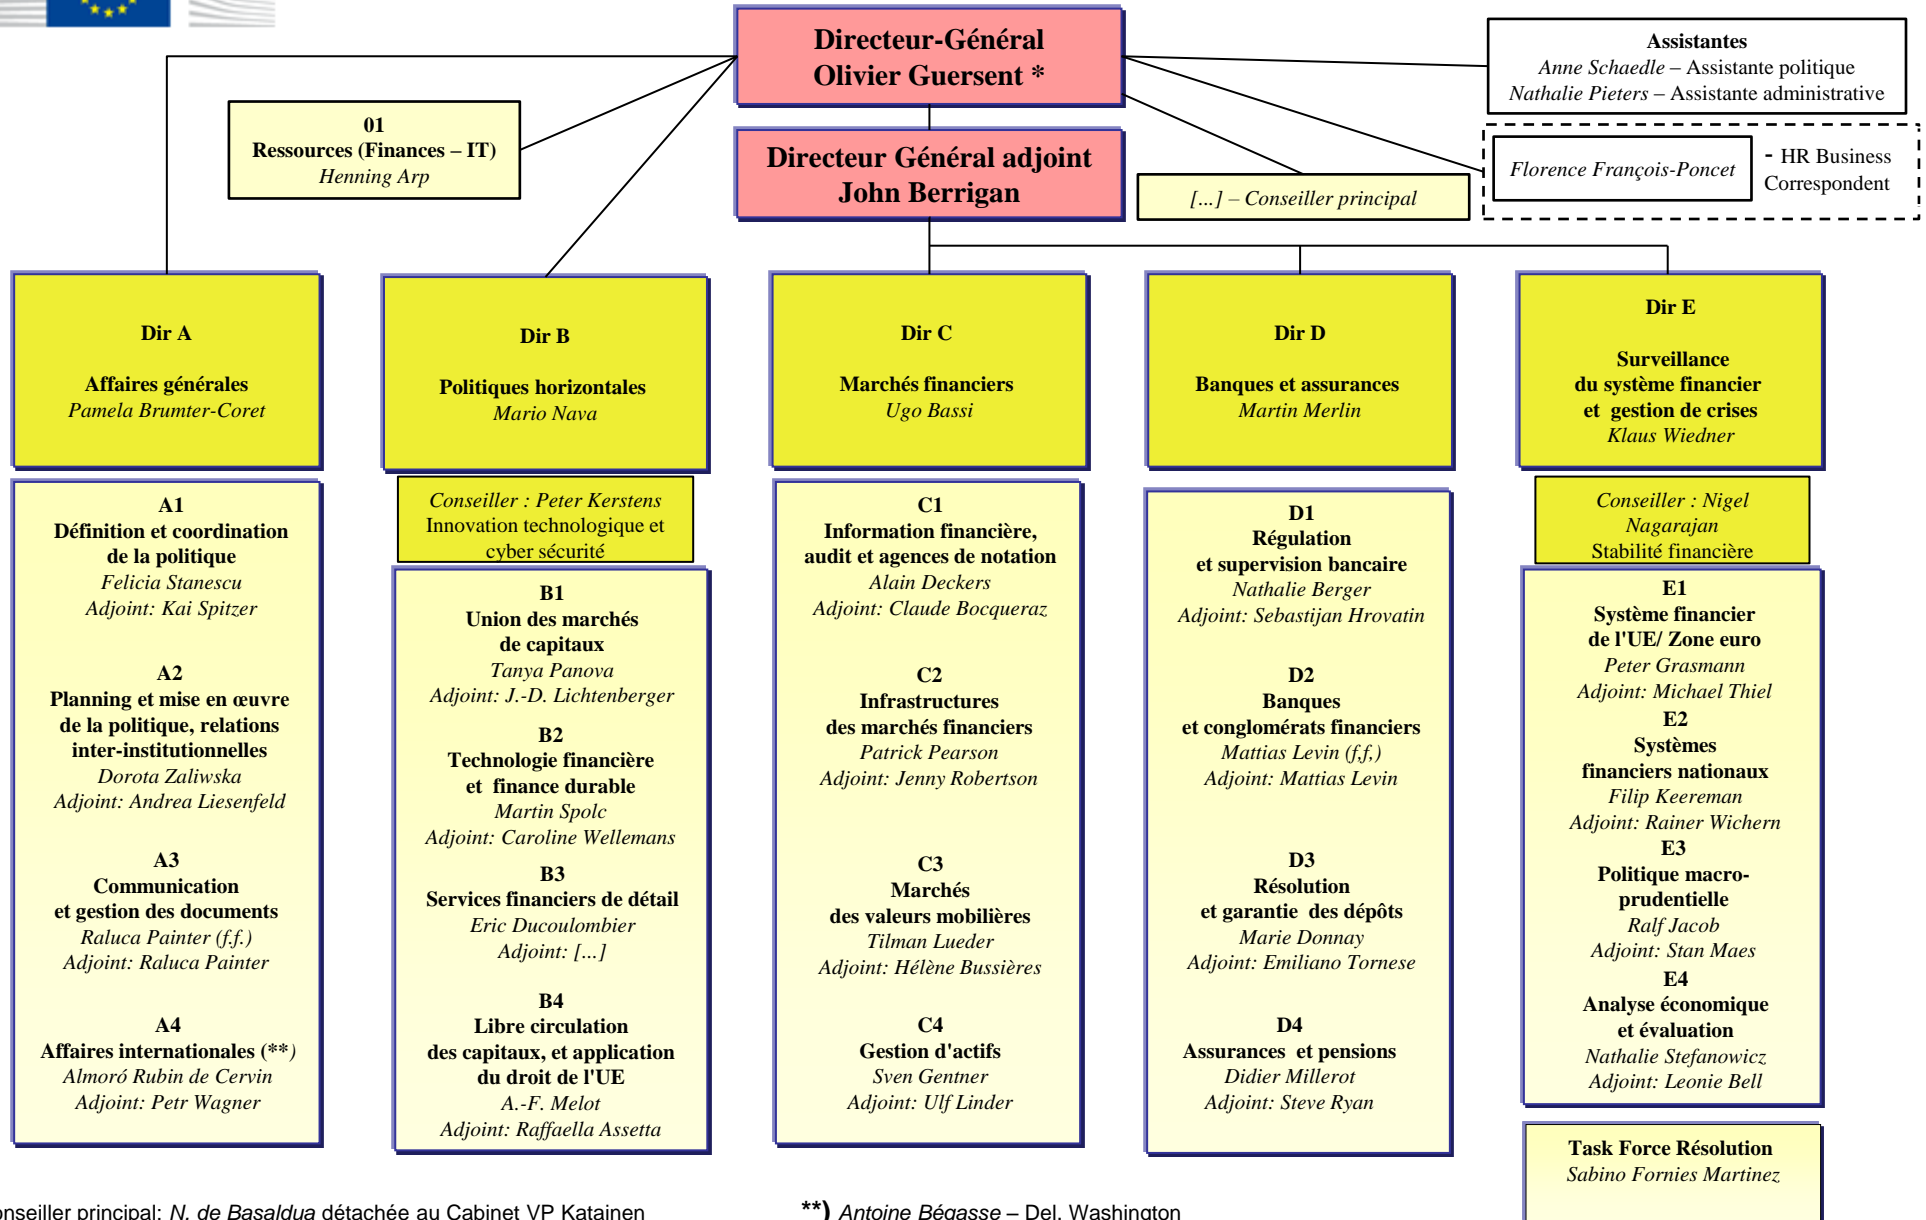 Directeur-Général
Olivier Guersent *
Assistantes
Anne Schaedle – Assistante politique
Nathalie Pieters – Assistante administrative
01
Ressources (Finances – IT)
Henning Arp
Directeur Général adjoint
John Berrigan
[...] – Conseiller principal
Florence François-Poncet
- HR Business
Correspondent
Dir A
Affaires générales
Pamela Brumter-Coret
Dir B
Politiques horizontales
Mario Nava
Dir C
Marchés financiers
Ugo Bassi
Dir D
Banques et assurances
Martin Merlin
Dir E
Surveillance
du système financier
et gestion de crises
Klaus Wiedner
A1
Définition et coordination
de la politique
Felicia Stanescu
Adjoint: Kai Spitzer
A2
Planning et mise en œuvre
de la politique, relations
inter-institutionnelles
Dorota Zaliwska
Adjoint: Andrea Liesenfeld
A3
Communication
et gestion des documents
Raluca Painter (f.f.)
Adjoint: Raluca Painter
A4
Affaires internationales (**)
Almoró Rubin de Cervin
Adjoint: Petr Wagner
Conseiller : Peter Kerstens
Innovation technologique et
cyber sécurité
B1
Union des marchés
de capitaux
Tanya Panova
Adjoint: J.-D. Lichtenberger
B2
Technologie financière
et finance durable
Martin Spolc
Adjoint: Caroline Wellemans
B3
Services financiers de détail
Eric Ducoulombier
Adjoint: [...]
B4
Libre circulation
des capitaux, et application
du droit de l'UE
A.-F. Melot
Adjoint: Raffaella Assetta
C1
Information financière,
audit et agences de notation
Alain Deckers
Adjoint: Claude Bocqueraz
C2
Infrastructures
des marchés financiers
Patrick Pearson
Adjoint: Jenny Robertson
C3
Marchés
des valeurs mobilières
Tilman Lueder
Adjoint: Hélène Bussières
C4
Gestion d'actifs
Sven Gentner
Adjoint: Ulf Linder
D1
Régulation
et supervision bancaire
Nathalie Berger
Adjoint: Sebastijan Hrovatin
D2
Banques
et conglomérats financiers
Mattias Levin (f,f,)
Adjoint: Mattias Levin
D3
Résolution
et garantie des dépôts
Marie Donnay
Adjoint: Emiliano Tornese
D4
Assurances et pensions
Didier Millerot
Adjoint: Steve Ryan
Conseiller : Nigel
Nagarajan
Stabilité financière
E1
Système financier
de l'UE/ Zone euro
Peter Grasmann
Adjoint: Michael Thiel
E2
Systèmes
financiers nationaux
Filip Keereman
Adjoint: Rainer Wichern
E3
Politique macro-
prudentielle
Ralf Jacob
Adjoint: Stan Maes
E4
Analyse économique
et évaluation
Nathalie Stefanowicz
Adjoint: Leonie Bell
Task Force Résolution
Sabino Fornies Martinez
onseiller principal: N. de Basaldua détachée au Cabinet VP Katainen
**) Antoine Bégasse – Del. Washington